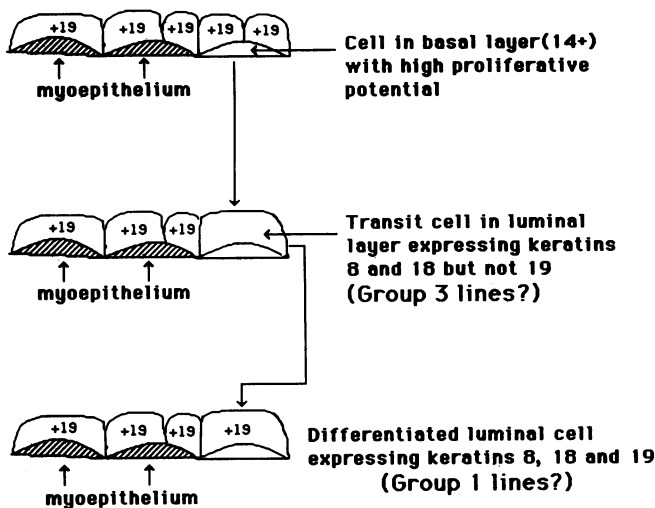 +19 +19 +19 +19 +19
Cell in basal layer(14+)
with high proliferative
potential
myoepithelium
+19 +19 +19
Transit cell in luminal
layer expressing keratins
8 and 18 but not 19
(Group 3 lines?)
myoepithelium
+19 +19 +19 +19
Differentiated luminal cell
expressing keratins 8, 18 and 19
(Group 1 lines?)
myoepithelium